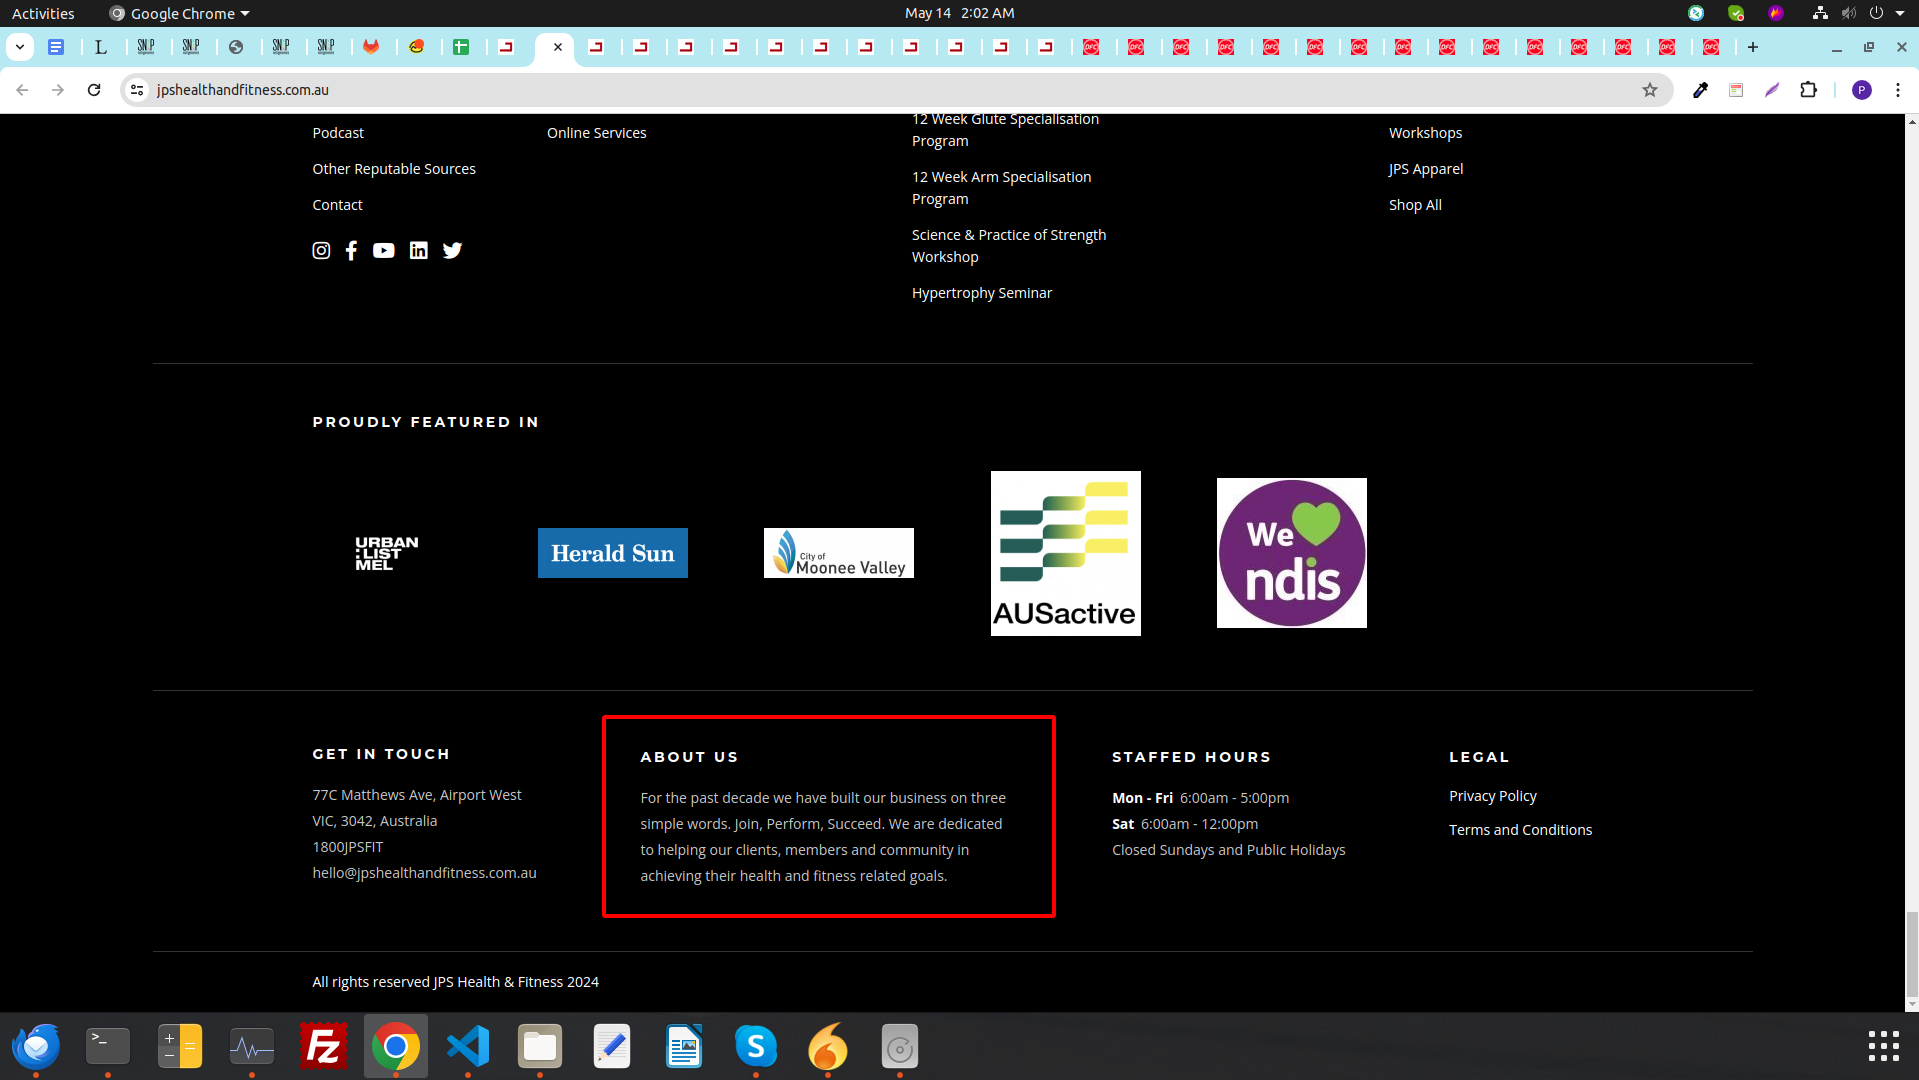 Activities
Google Chrome
May 14 2:02 AM
jpshealthandfitness.com.au
P
Podcast
Other Reputable Sources
Contact
Online Services
12 Week Glute Specialisation
Program
12 Week Arm Specialisation
Program
Science & Practice of Strength
Workshop
Hypertrophy Seminar
Workshops
JPS Apparel
Shop All
PROUDLY FEATURED IN
URBAN
:LIST
MEL
Herald Sun
City of
Moonee Valley
AUSactive
We
ndis
GET IN TOUCH
77C Matthews Ave, Airport West
VIC, 3042, Australia
1800JPSFIT
hello@jpshealthandfitness.com.au
ABOUT US
For the past decade we have built our business on three
simple words. Join, Perform, Succeed. We are dedicated
to helping our clients, members and community in
achieving their health and fitness related goals.
STAFFED HOURS
Mon - Fri 6:00am - 5:00pm
Sat 6:00am - 12:00pm
Closed Sundays and Public Holidays
LEGAL
Privacy Policy
Terms and Conditions
All rights reserved JPS Health & Fitness 2024